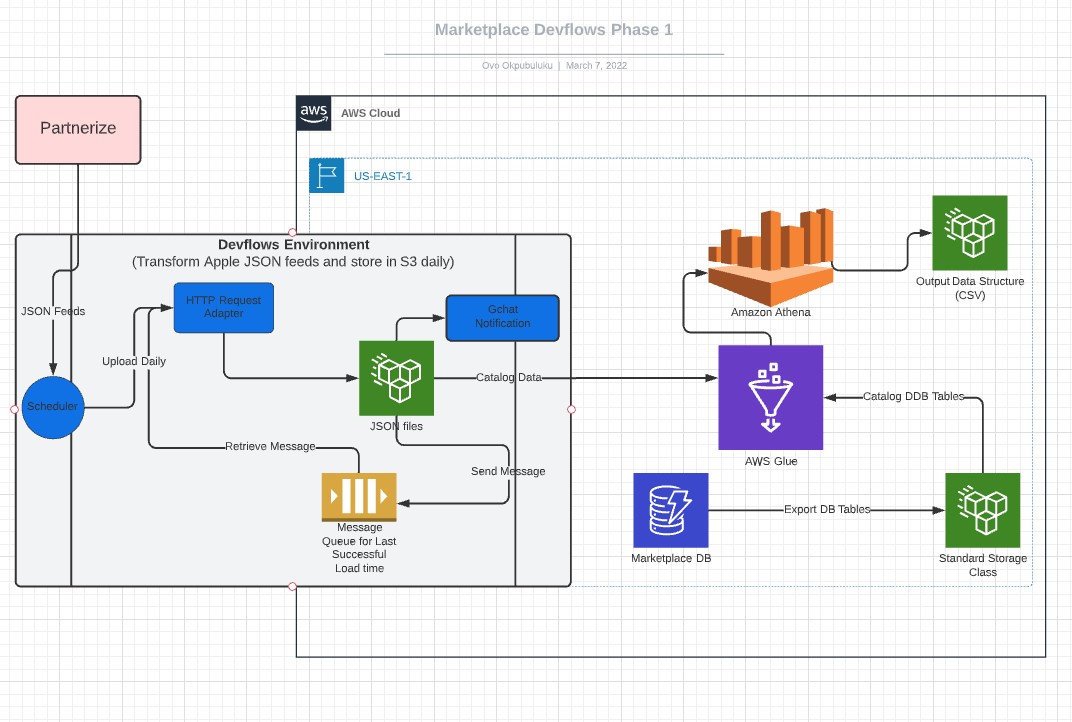 Marketplace Devflows Phase 1
Ovo Okpubuluku | March 7, 2022
Partnerize
aws
AWS Cloud
US-EAST-1
Devflows Environment
(Transform Apple JSON feeds and store in S3 daily)
JSON Feeds
HTTP Request
Adapter
Gchat
Notification
Upload Daily
Scheduler
Catalog Data
JSON files
Retrieve Message
Send Message
Message
Queue for Last
Successful
Load time
Amazon Athena
Output Data Structure
(CSV)
AWS Glue
Catalog DDB Tables
Export DB Tables
Marketplace DB
Standard Storage
Class